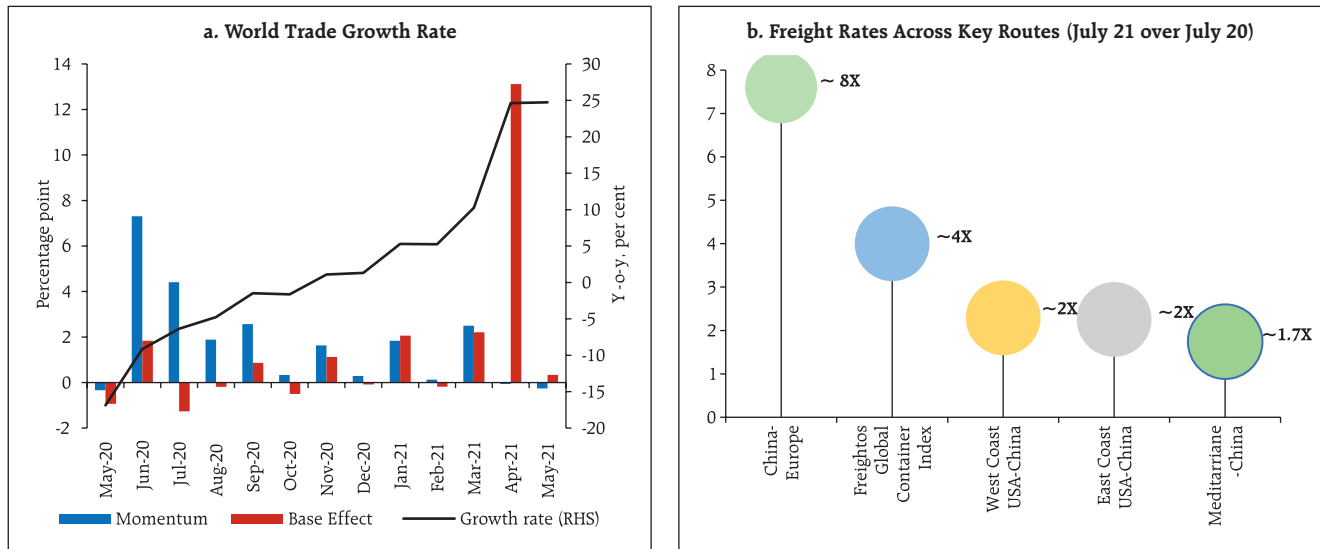 a. World Trade Growth Rate
Percentage point
14
12
10
8
6
4
2
0
-2
30
25
20
15
10
5
0
-5
-10
-15
-20
Y-o-y, per cent
May-20
Jun-20
Jul-20
Aug-20
Sep-20
Oct-20
Nov-20
Dec-20
Jan-21
Feb-21
Mar-21
Apr-21
May-21
Momentum
Base Effect
Growth rate (RHS)
b. Freight Rates Across Key Routes (July 21 over July 20)
8
7
6
5
4
3
2
1
0
~ 8X
~4X
~2X
~2X
~1.7X
China-
Europe
Freightos
Global
Container
Index
West Coast
USA-China
East Coast
USA-China
Meditarriane
-China